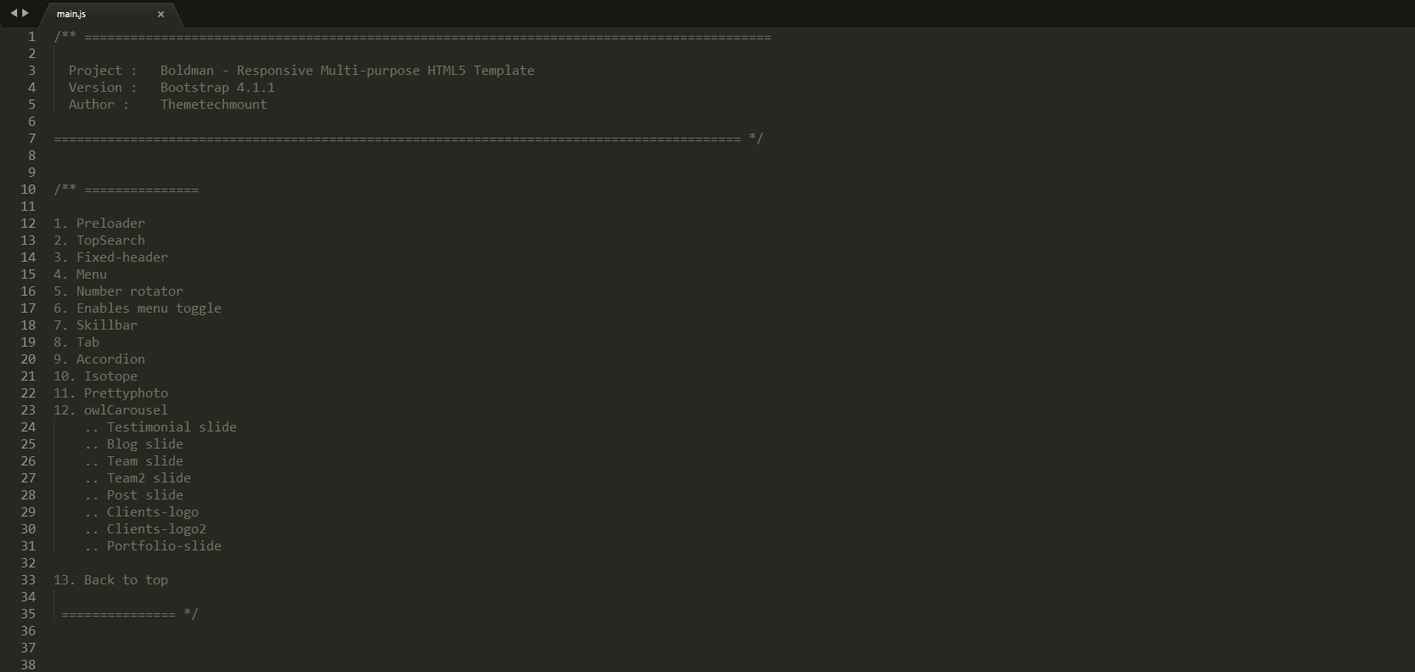 main.js ×
1 /** ==========================================================================================
2
3 Project : Boldman - Responsive Multi-purpose HTML5 Template
4 Version : Bootstrap 4.1.1
5 Author : Themetechmount
6
7 ========================================================================================== */
8
9
10 /** ===============
11
12 1. Preloader
13 2. TopSearch
14 3. Fixed-header
15 4. Menu
16 5. Number rotator
17 6. Enables menu toggle
18 7. Skillbar
19 8. Tab
20 9. Accordion
21 10. Isotope
22 11. Prettyphoto
23 12. owlCarousel
24 .. Testimonial slide
25 .. Blog slide
26 .. Team slide
27 .. Team2 slide
28 .. Post slide
29 .. Clients-logo
30 .. Clients-logo2
31 .. Portfolio-slide
32
33 13. Back to top
34
35 =============== */
36
37
38